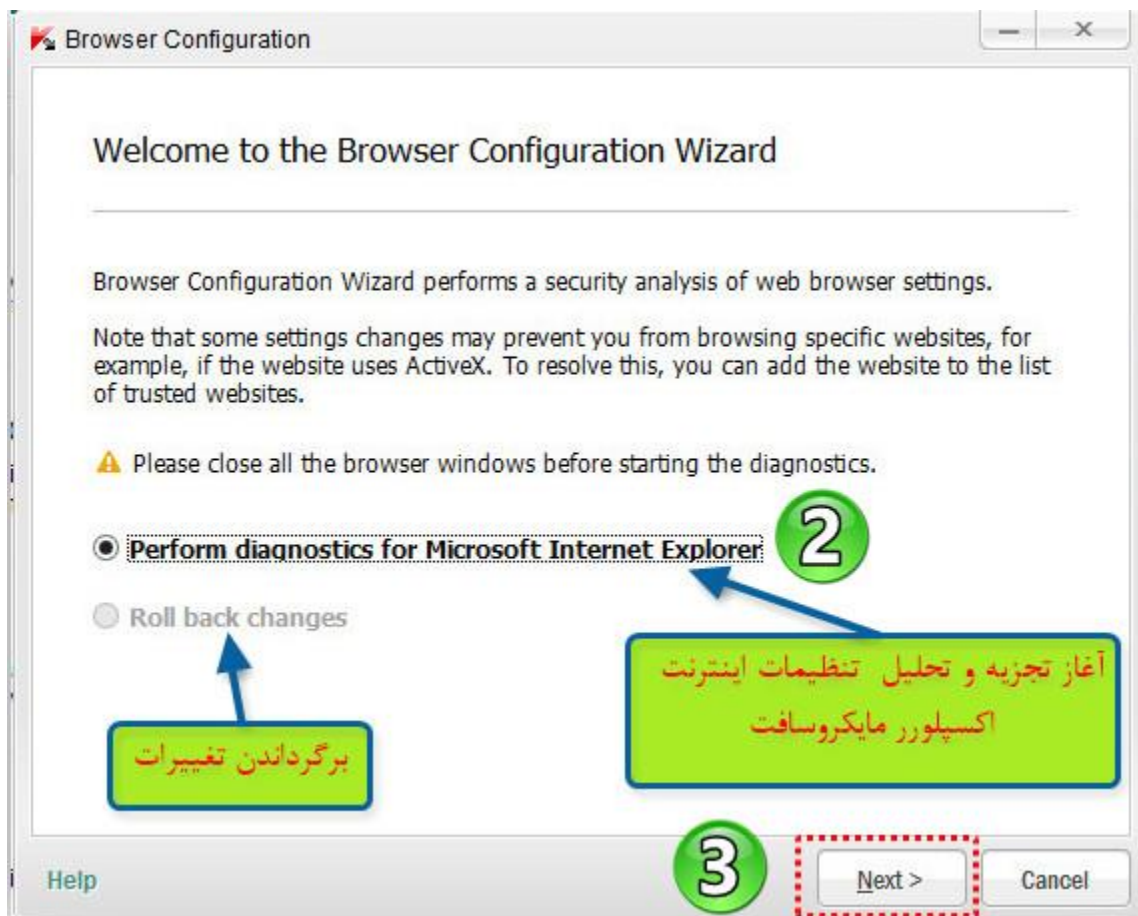 Browser Configuration
Welcome to the Browser Configuration Wizard
Browser Configuration Wizard performs a security analysis of web browser settings.
Note that some settings changes may prevent you from browsing specific websites, for
example, if the website uses ActiveX. To resolve this, you can add the website to the list
of trusted websites.
Please close all the browser windows before starting the diagnostics.
Perform diagnostics for Microsoft Internet Explorer
2
Roll back changes
آغاز تجزیه و تحلیل تنظیمات اینترنت
اکسپلورر مایکروسافت
برگرداندن تغییرات
Help
3
Next >
Cancel